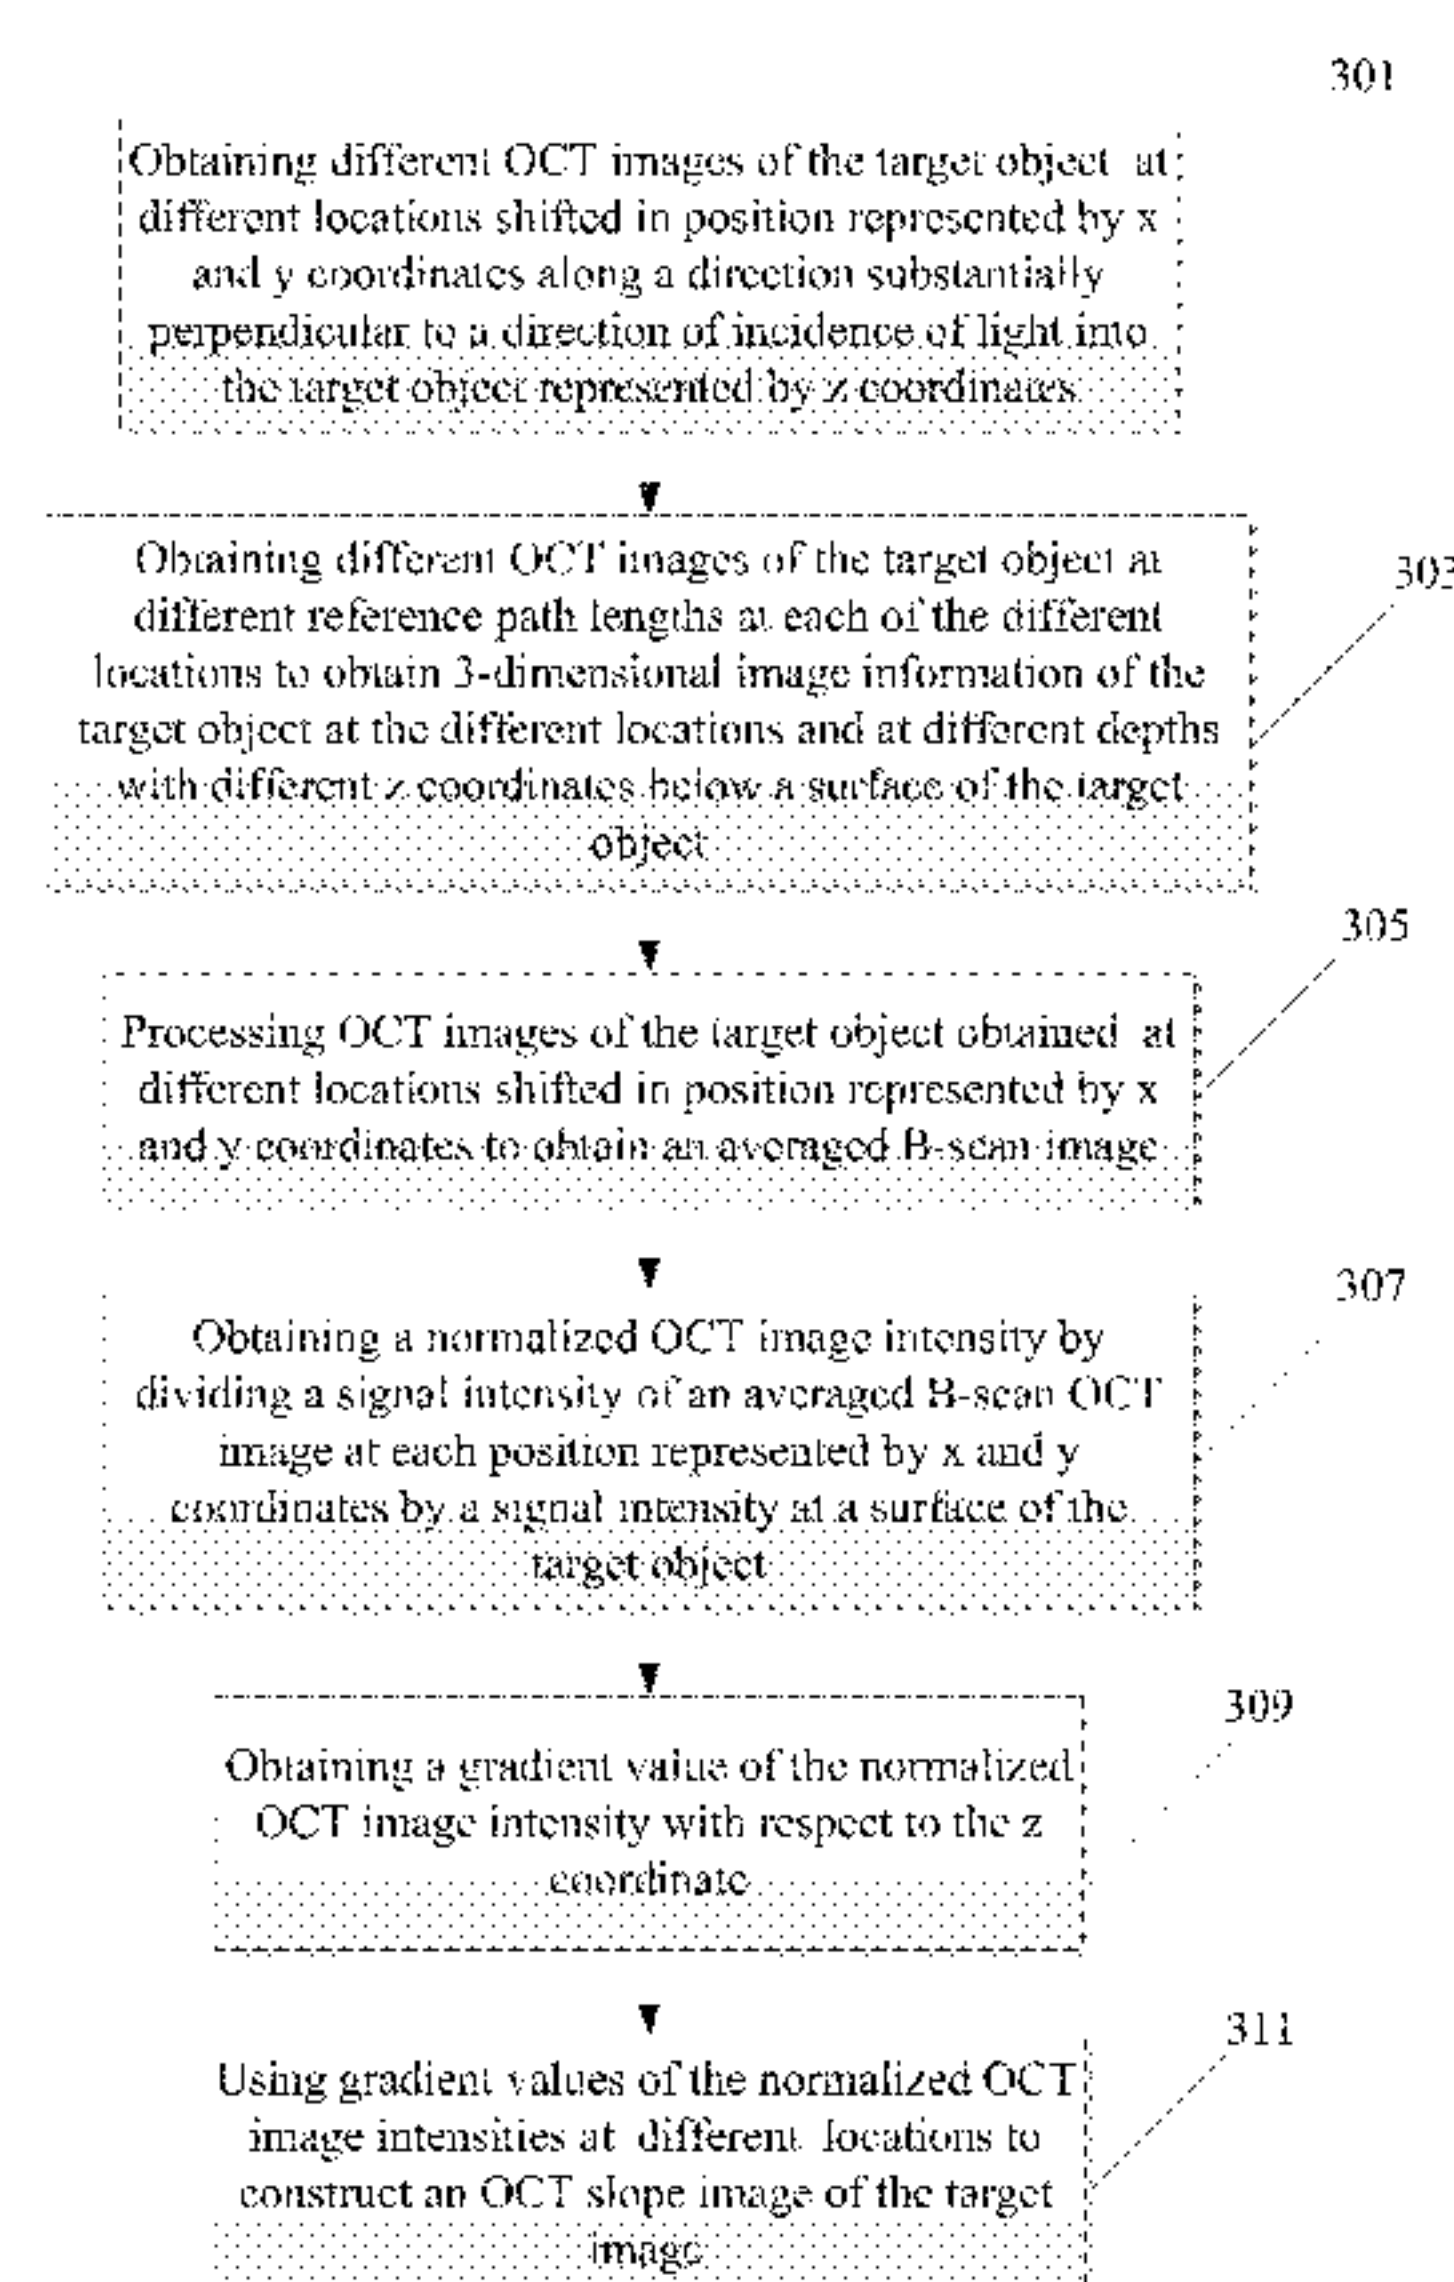 301
Obtaining different OCT images of the target object at
different locations shifted in position represented by x
and y coordinates along a direction substantially
perpendicular to a direction of incidence of light into
the target object represented by z coordinates
303
Obtaining different OCT images of the target object at
different reference path lengths at each of the different
locations to obtain 3-dimensional image information of the
target object at the different locations and at different depths
with different z coordinates below a surface of the target
object
305
Processing OCT images of the target object obtained at
different locations shifted in position represented by x
and y coordinates to obtain an averaged B-scan image
307
Obtaining a normalized OCT image intensity by
dividing a signal intensity of an averaged B-scan OCT
image at each position represented by x and y
coordinates by a signal intensity at a surface of the
target object
309
Obtaining a gradient value of the normalized
OCT image intensity with respect to the z
coordinate
311
Using gradient values of the normalized OCT
image intensities at different locations to
construct an OCT slope image of the target
image